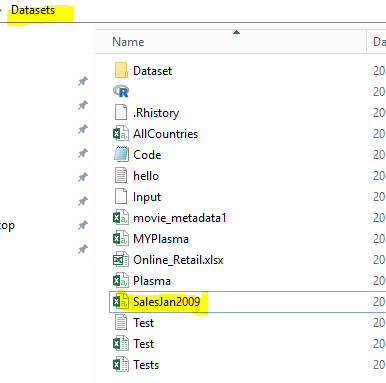 Datasets
Name
Da
Dataset
20
20
.Rhistory
20
AllCountries
20
Code
20
hello
20
Input
20
movie_metadata1
20
MYPlasma
20
Online_Retail.xlsx
20
Plasma
20
SalesJan2009
20
Test
20
Test
20
Tests
20
top